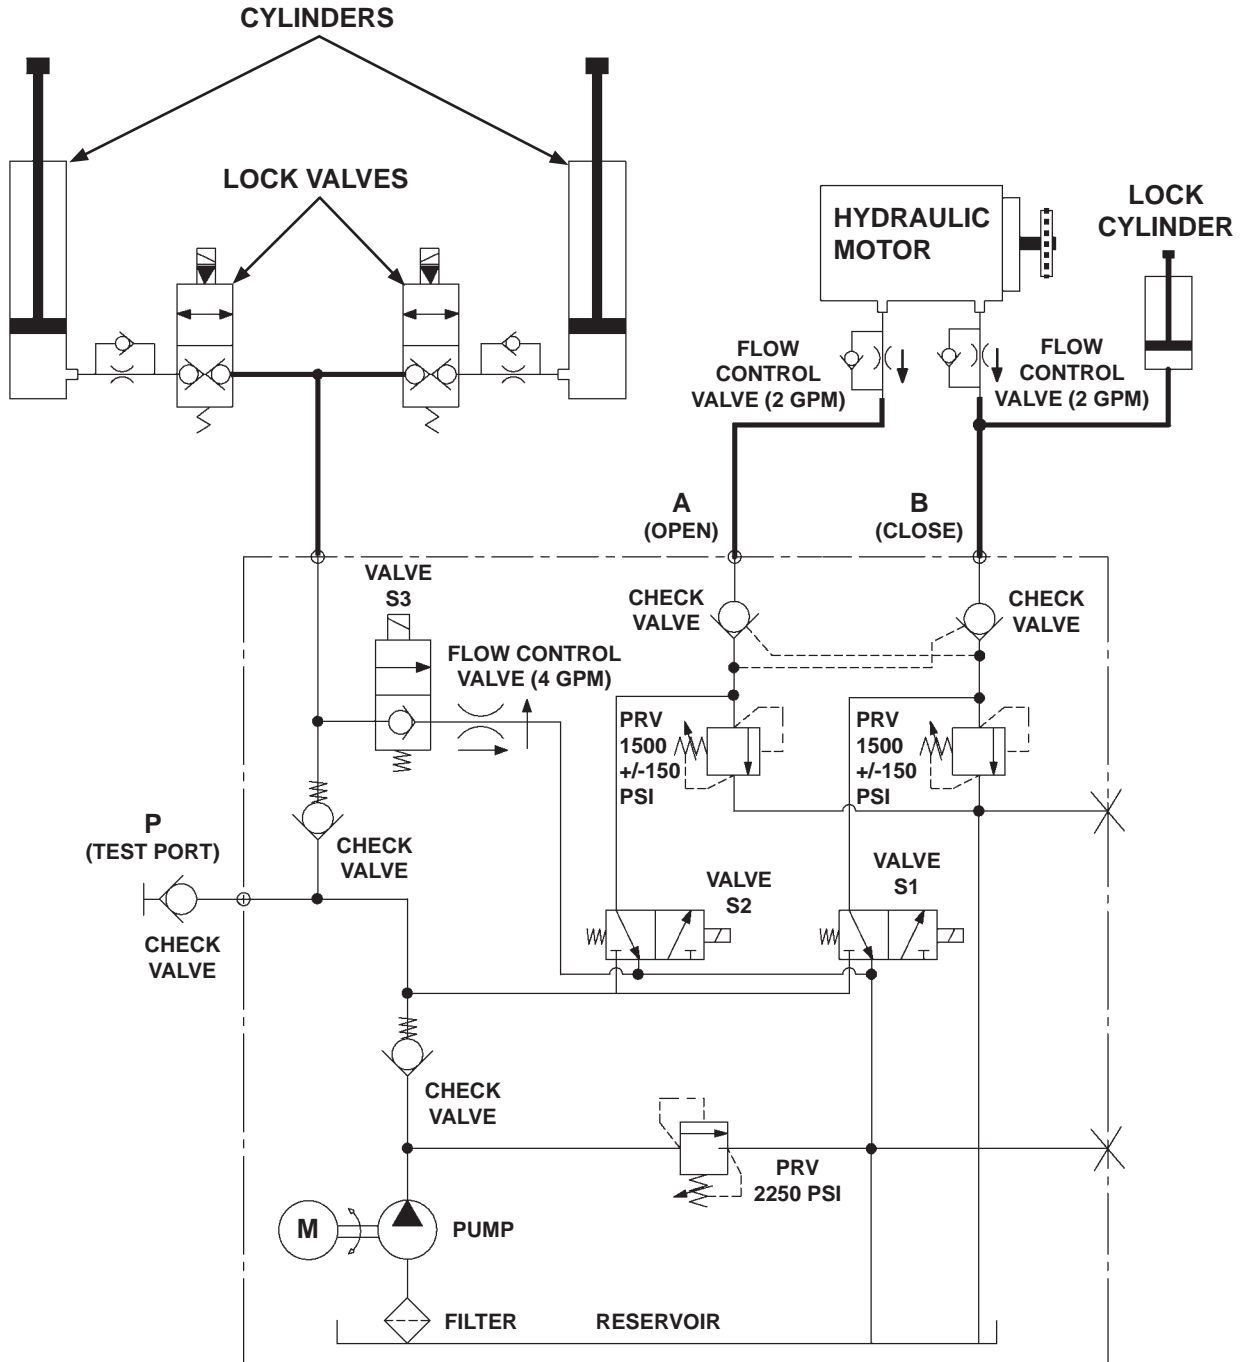 CYLINDERS
LOCK VALVES
HYDRAULIC
MOTOR
LOCK
CYLINDER
FLOW
CONTROL
VALVE (2 GPM)
FLOW
CONTROL
VALVE (2 GPM)
A
(OPEN)
B
(CLOSE)
VALVE
S3
CHECK
VALVE
CHECK
VALVE
FLOW CONTROL
VALVE (4 GPM)
PRV
1500
+/-150
PSI
PRV
1500
+/-150
PSI
P
(TEST PORT)
CHECK
VALVE
VALVE
S2
VALVE
S1
CHECK
VALVE
CHECK
VALVE
PRV
2250 PSI
M
PUMP
FILTER
RESERVOIR